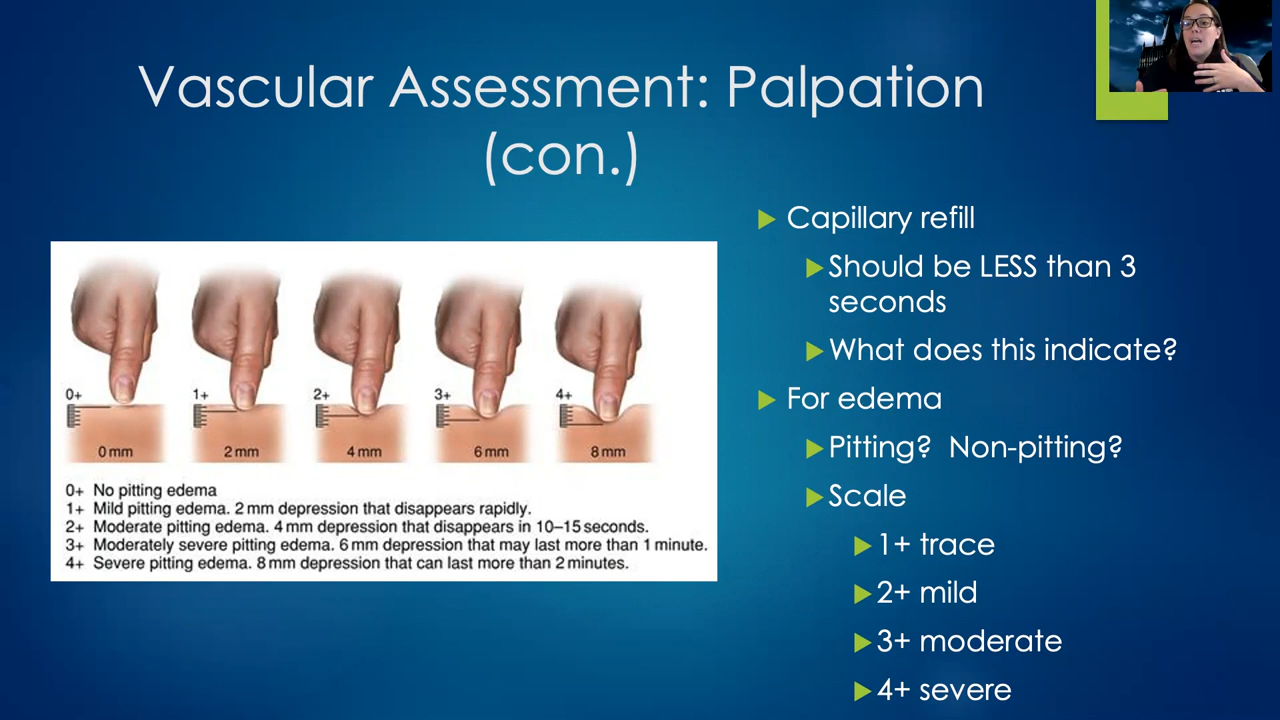 Vascular Assessment: Palpation
(con.)
0+
1+
2+
3+
4+
0 mm
2 mm
4 mm
6 mm
8 mm
0+ No pitting edema
1+ Mild pitting edema. 2 mm depression that disappears rapidly.
2+ Moderate pitting edema. 4 mm depression that disappears in 10–15 seconds.
3+ Moderately severe pitting edema. 6 mm depression that may last more than 1 minute.
4+ Severe pitting edema. 8 mm depression that can last more than 2 minutes.
Capillary refill
Should be LESS than 3
seconds
What does this indicate?
For edema
Pitting? Non-pitting?
Scale
1+ trace
2+ mild
3+ moderate
4+ severe